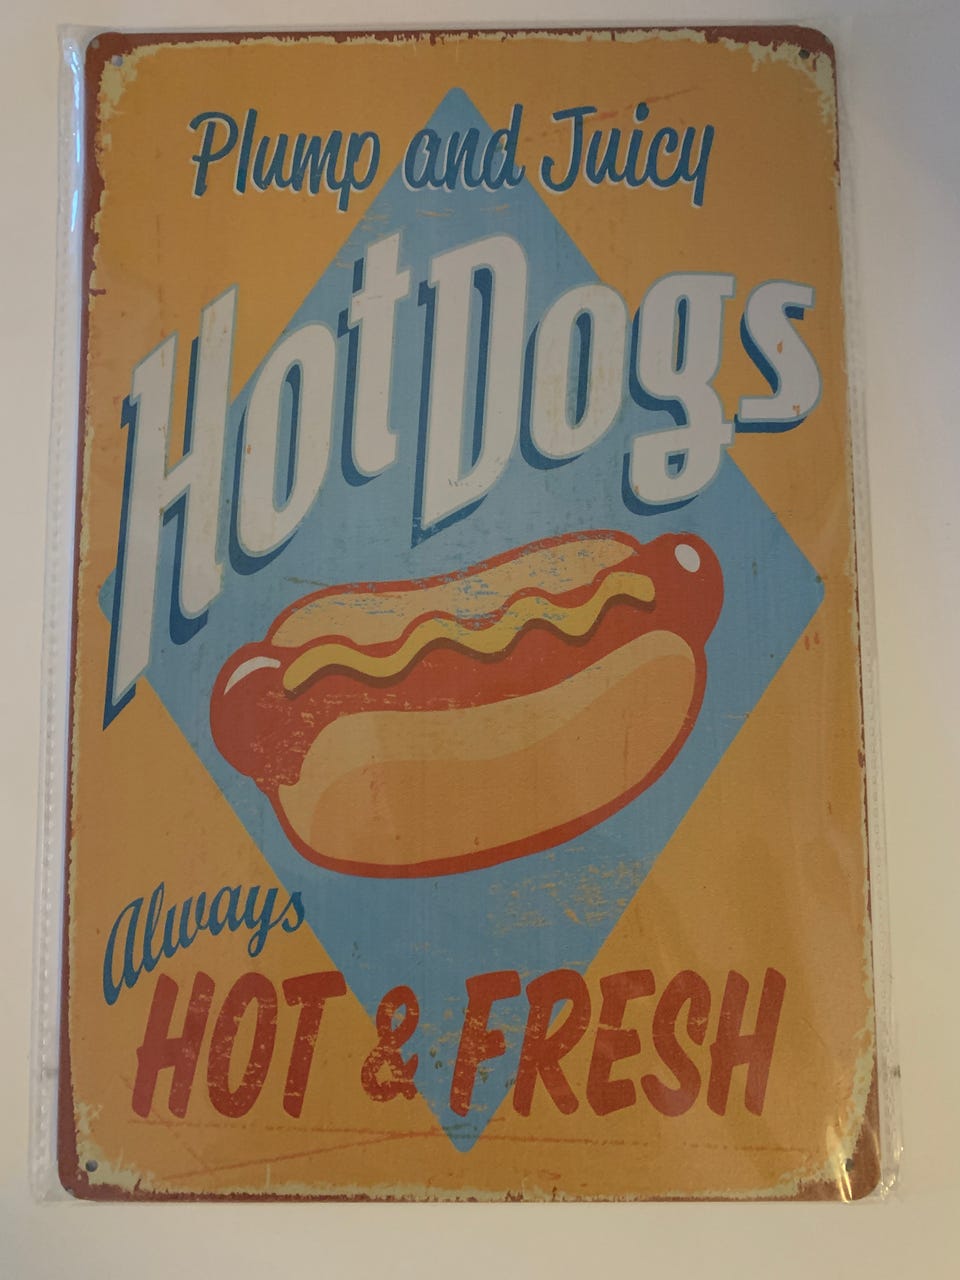 Plump and Juicy
HotDogs
Always
HOT & FRESH